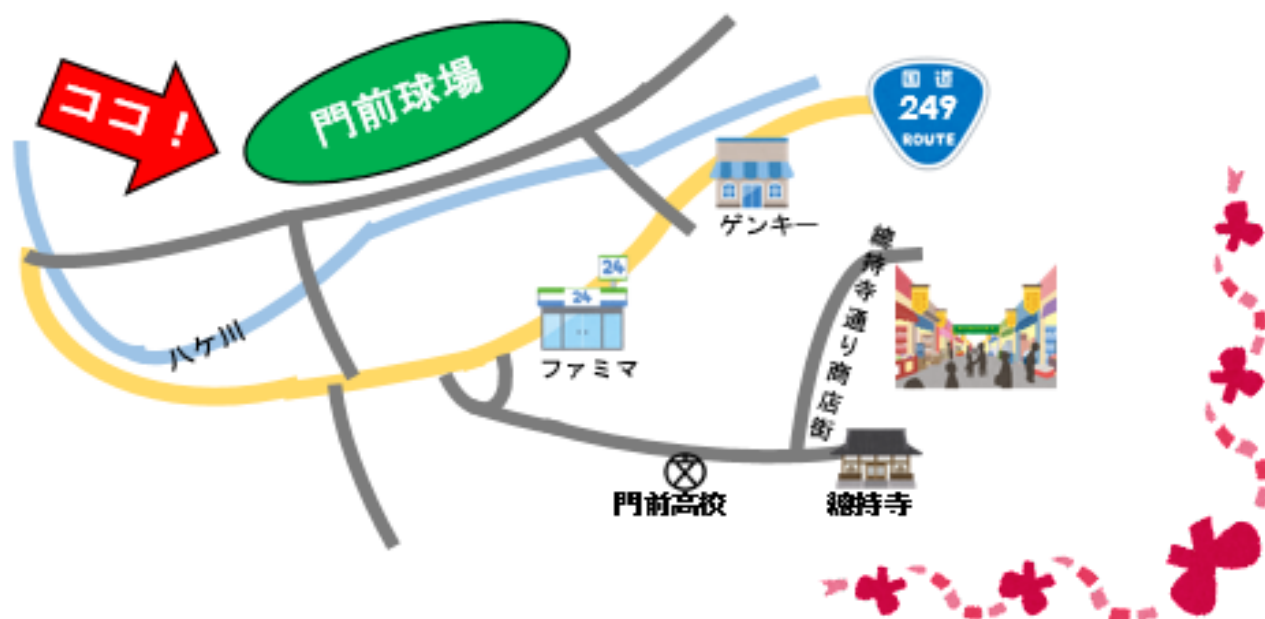 ココ！
門前球場
国道
249
ROUTE
ゲンキー
24
24
ファミマ
八ケ川
總持寺通り商店街
門前高校
總持寺